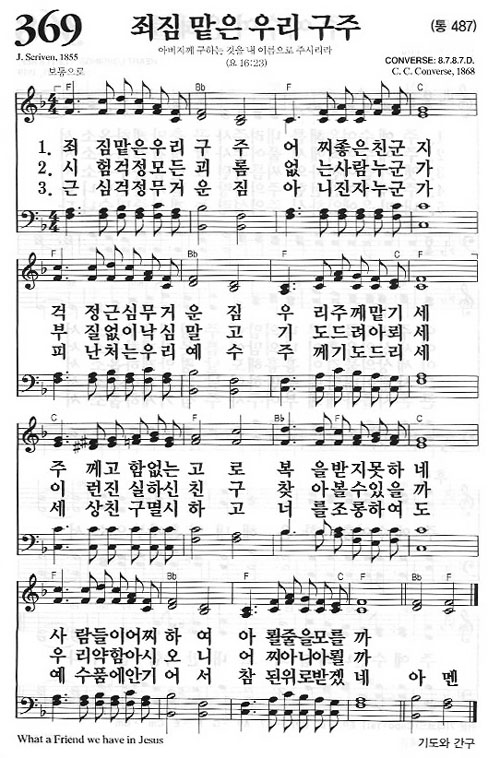 369 죄짐 맡은 우리 구주 (통 487)
J. Scriven, 1855 아버지께 구하는 것을 내 이름으로 주시리라 CONVERSE: 8.7.8.7.D.
보통으로 (요 16:23) C. C. Converse, 1868
F Bb F C
1. 죄 짐맡은우리 구 주 어 찌좋은친군 지
2. 시 험걱정모든 괴 롬 없 는사람누군 가
3. 근 심걱정무거 운 짐 아 니진자누군 가
F Bb F C F
걱 정근심무거 운 짐 우 리주께맡기 세
부 질없이낙심 말 고 기 도드려아뢰 세
피 난처는우리 예 수 주 께기도드리 세
C F Bb F C
주 께고함없는 고 로 복 을받지못하 네
이 런진실하신 친 구 찾 아볼수있을 까
세 상친구멸시 하 고 너 를조롱하여 도
F Bb F C F Bb F
사 람들이어찌 하 여 아 뢸줄을모를 까
우 리약함아시 오 니 어 찌아니아뢸 까
예 수품에안기 어 서 참 된위로받겠 네 아 멘
What a Friend we have in Jesus 기도와 간구